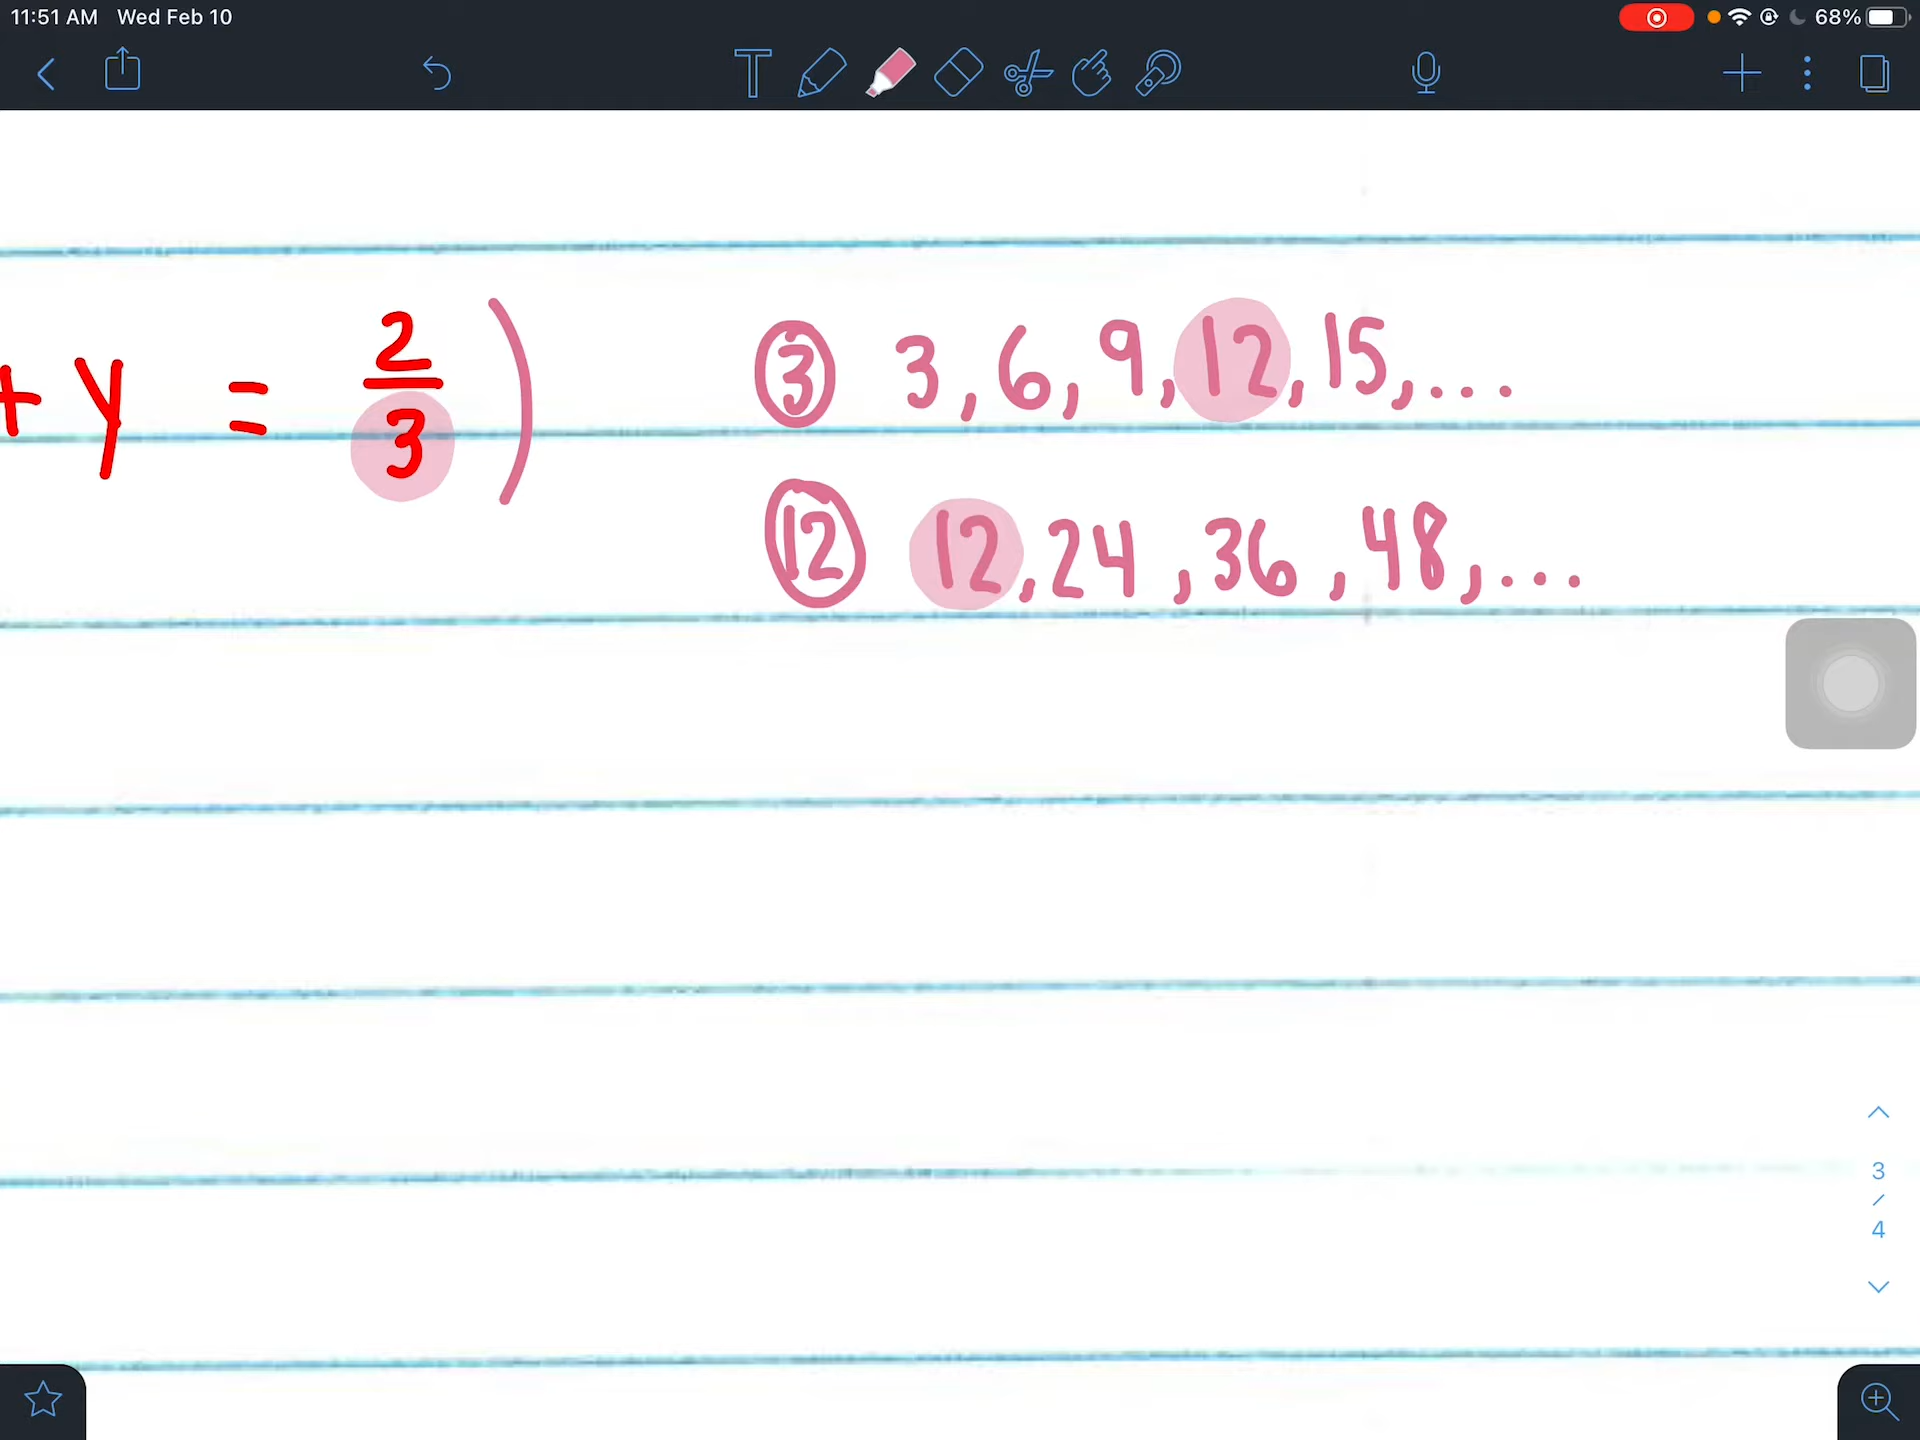 11:51 AM Wed Feb 10 68%
T
+ y = 2/3 )
③ 3, 6, 9, 12, 15, ...
⑫ 12, 24, 36, 48, ...
3
/
4